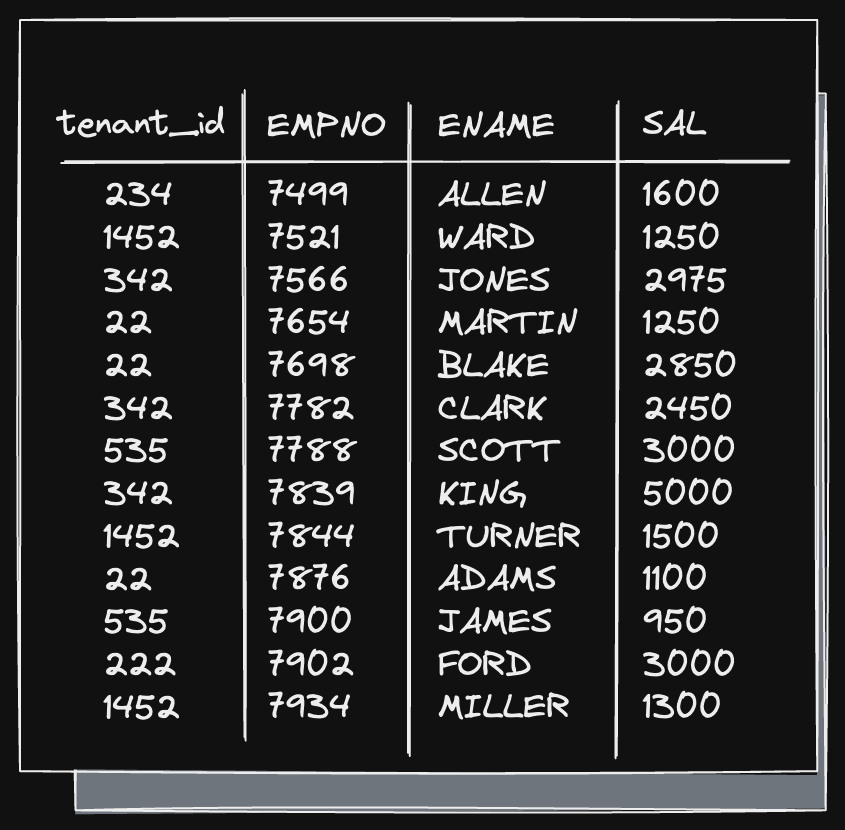 tenant_id EMPNO ENAME SAL
234 7499 ALLEN 1600
1452 7521 WARD 1250
342 7566 JONES 2975
22 7654 MARTIN 1250
22 7698 BLAKE 2850
342 7782 CLARK 2450
535 7788 SCOTT 3000
342 7839 KING 5000
1452 7844 TURNER 1500
22 7876 ADAMS 1100
535 7900 JAMES 950
222 7902 FORD 3000
1452 7934 MILLER 1300